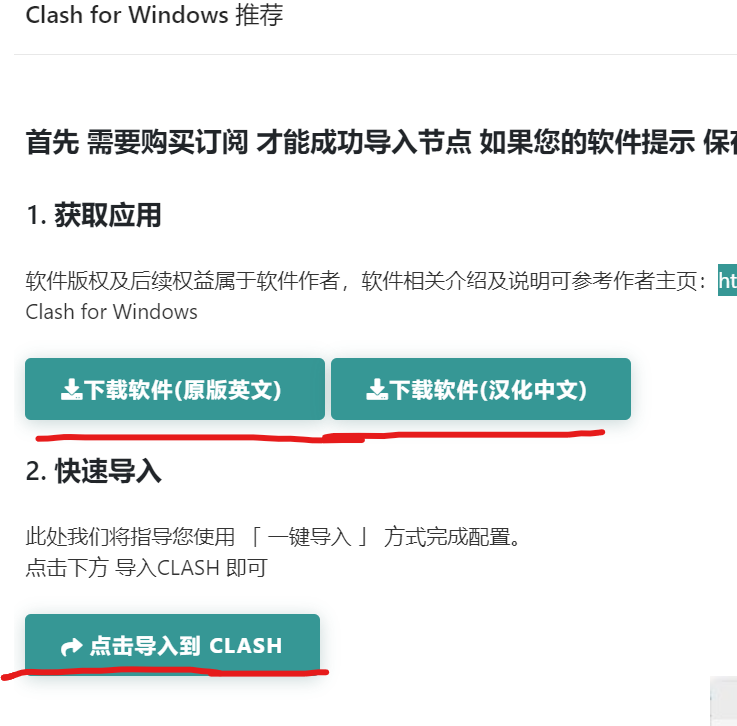 Clash for Windows 推荐
首先 需要购买订阅 才能成功导入节点 如果您的软件提示 保存
1. 获取应用
软件版权及后续权益属于软件作者，软件相关介绍及说明可参考作者主页：ht
Clash for Windows
下载软件(原版英文) 下载软件(汉化中文)
2. 快速导入
此处我们将指导您使用 「 一键导入 」 方式完成配置。
点击下方 导入CLASH 即可
点击导入到 CLASH